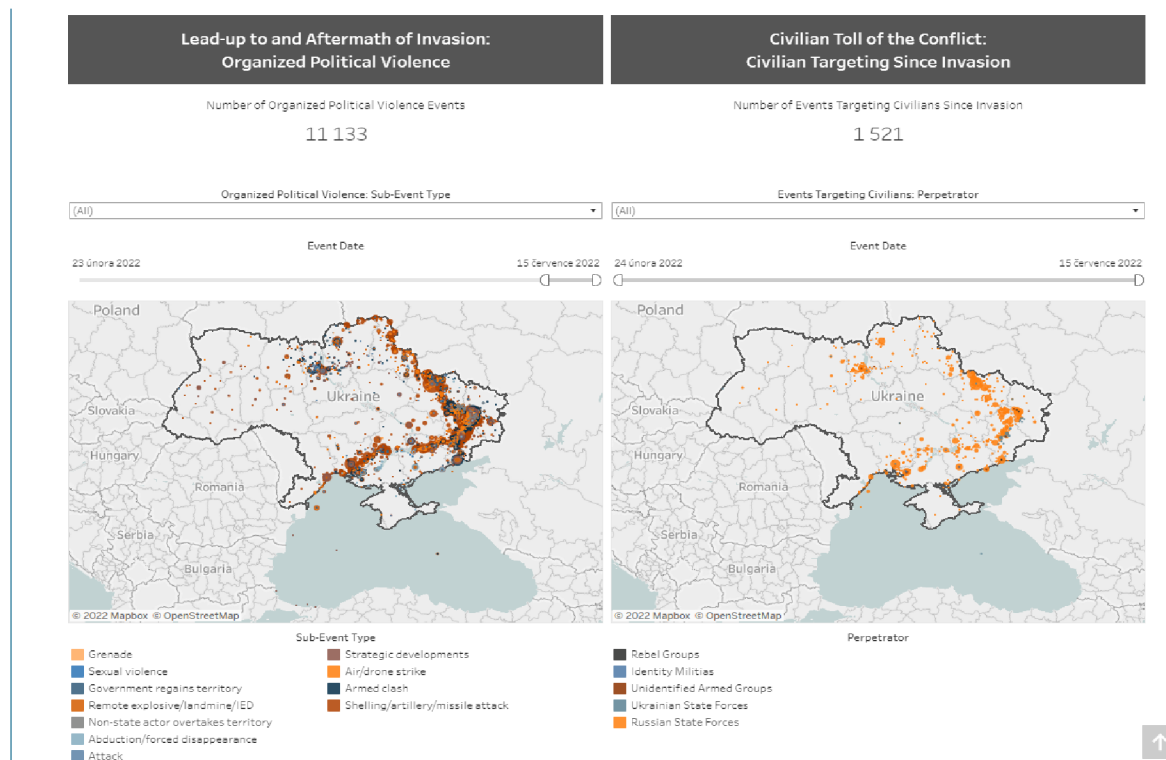 Lead-up to and Aftermath of Invasion:
Organized Political Violence
Number of Organized Political Violence Events
11 133
Organized Political Violence: Sub-Event Type
(All)
Event Date
23 února 2022
15 července 2022
Poland
Ukraine
Slovakia
Hungary
Romania
Serbia
Bulgaria
© 2022 Mapbox © OpenStreetMap
Sub-Event Type
Grenade
Sexual violence
Government regains territory
Remote explosive/landmine/IED
Non-state actor overtakes territory
Abduction/forced disappearance
Attack
Strategic developments
Air/drone strike
Armed clash
Shelling/artillery/missile attack
Civilian Toll of the Conflict:
Civilian Targeting Since Invasion
Number of Events Targeting Civilians Since Invasion
1 521
Events Targeting Civilians: Perpetrator
(All)
Event Date
24 února 2022
15 července 2022
Poland
Ukraine
Slovakia
Hungary
Romania
Serbia
Bulgaria
© 2022 Mapbox © OpenStreetMap
Perpetrator
Rebel Groups
Identity Militias
Unidentified Armed Groups
Ukrainian State Forces
Russian State Forces